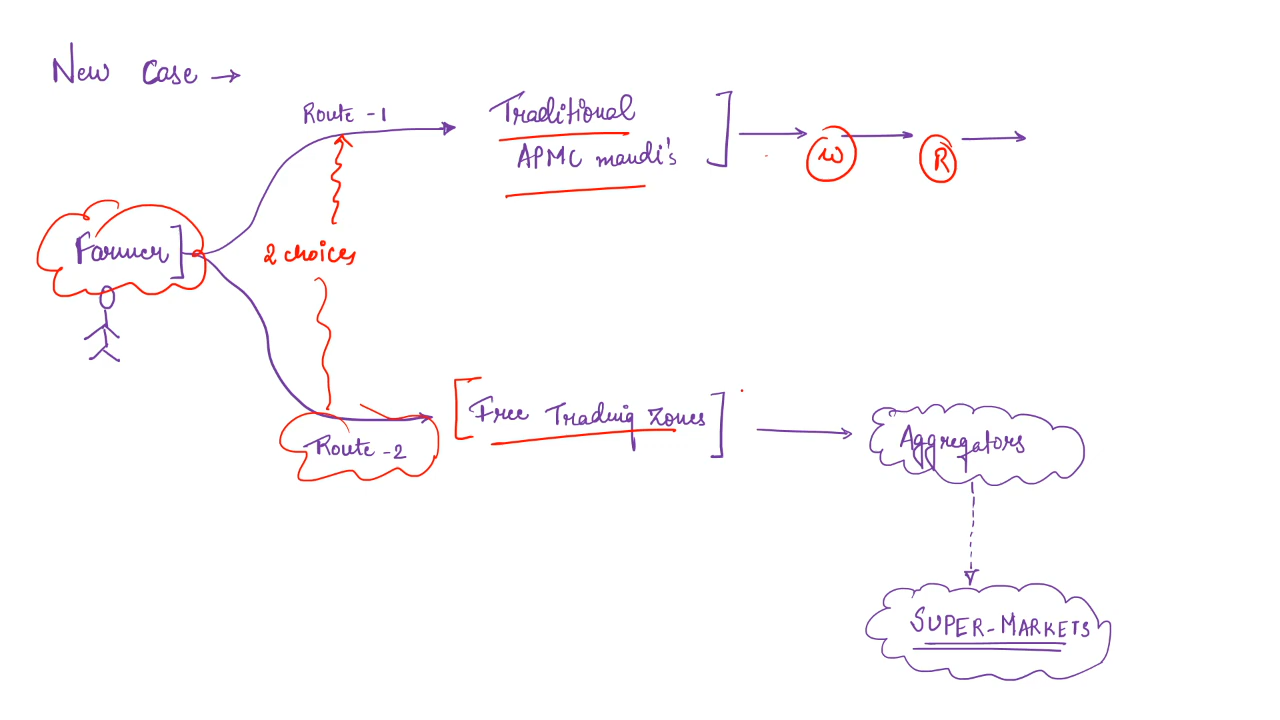 New Case →
Route -1
Traditional
APMC mandi's
W
R
Farmer
2 choices
Free Trading Zones
Route -2
Aggregators
SUPER-MARKETS